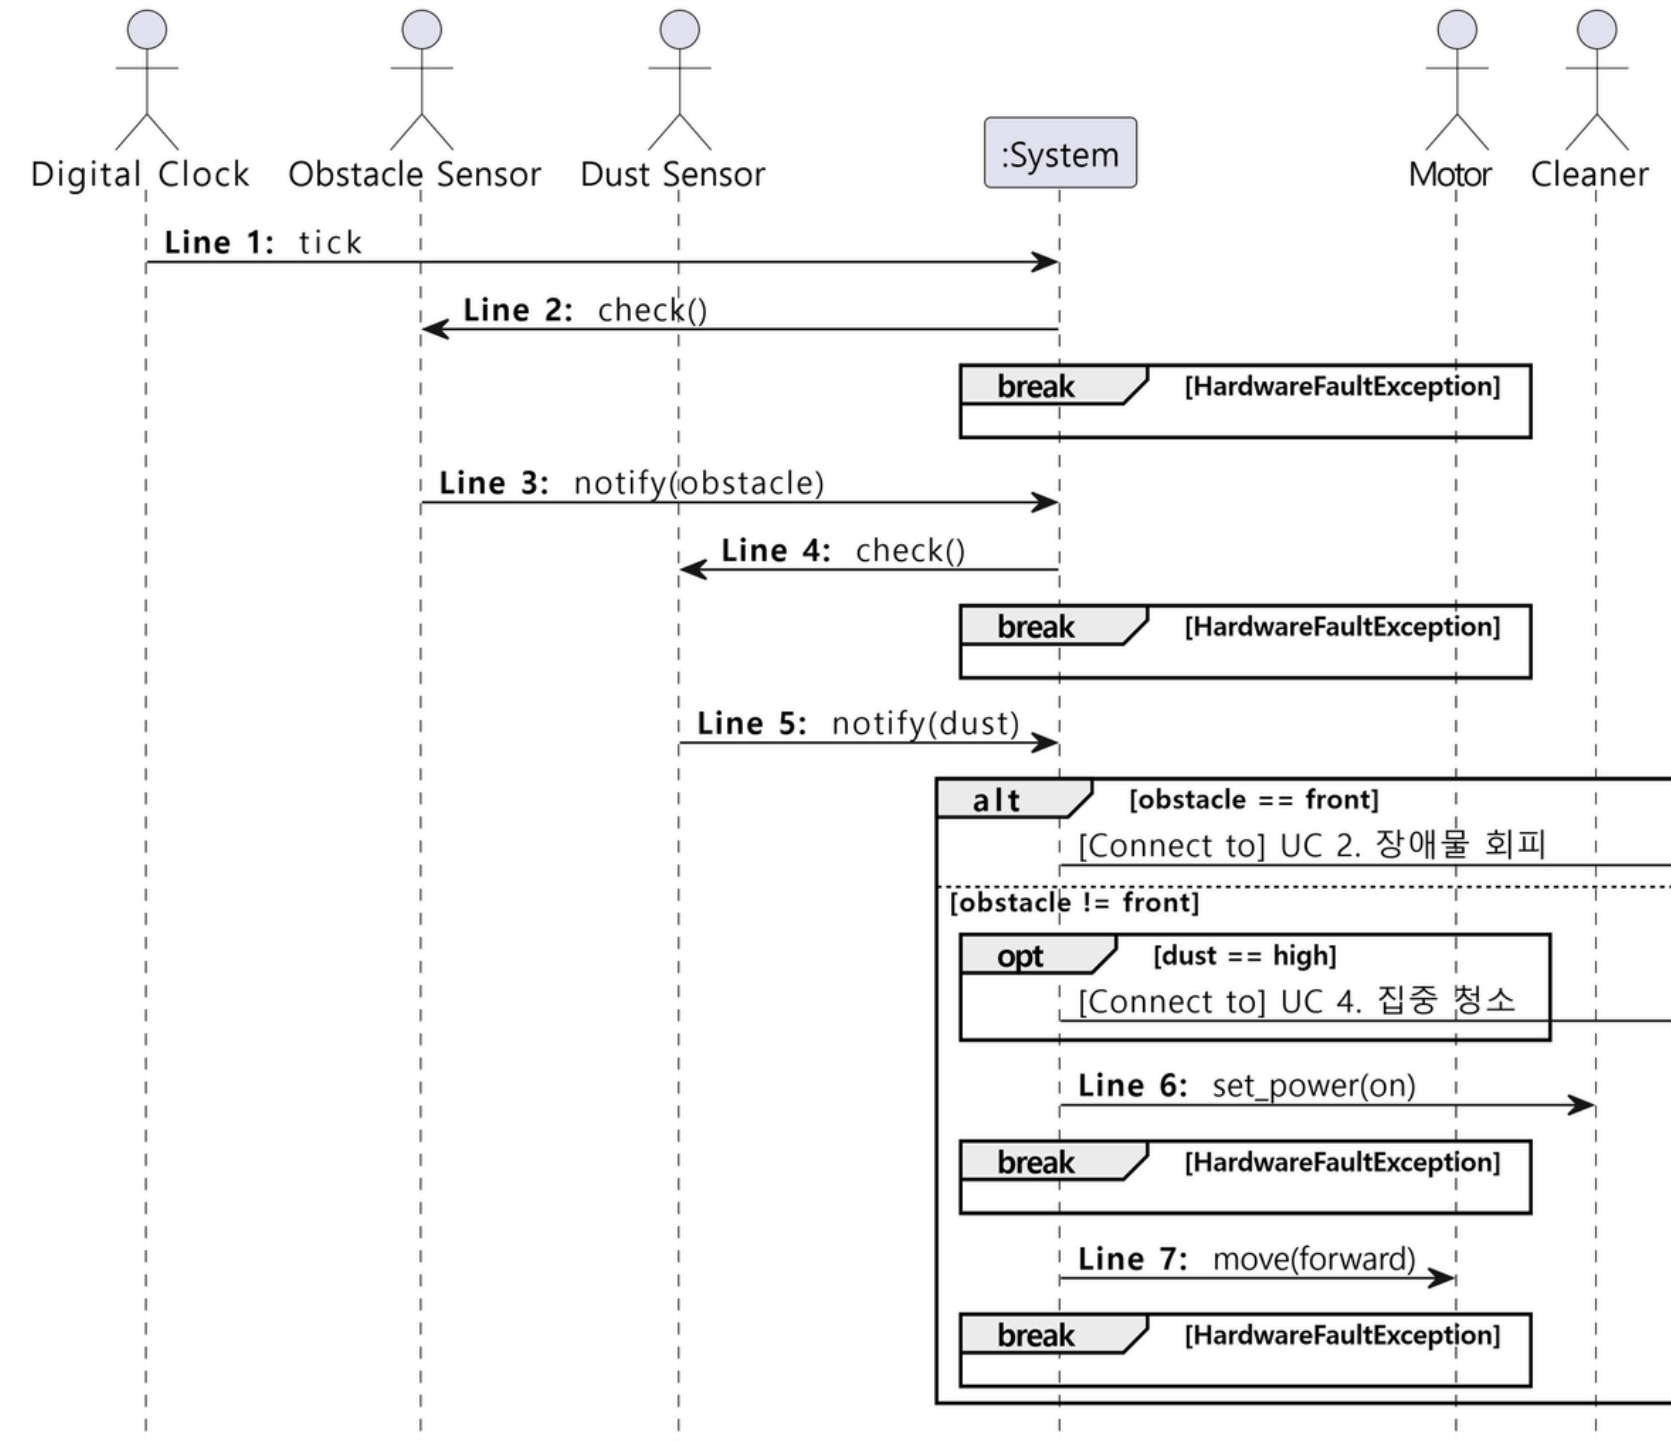 Digital Clock
Obstacle Sensor
Dust Sensor
:System
Motor
Cleaner
Line 1: tick
Line 2: check()
break [HardwareFaultException]
Line 3: notify(obstacle)
Line 4: check()
break [HardwareFaultException]
Line 5: notify(dust)
alt [obstacle == front]
[Connect to] UC 2. 장애물 회피
[obstacle != front]
opt [dust == high]
[Connect to] UC 4. 집중 청소
Line 6: set_power(on)
break [HardwareFaultException]
Line 7: move(forward)
break [HardwareFaultException]